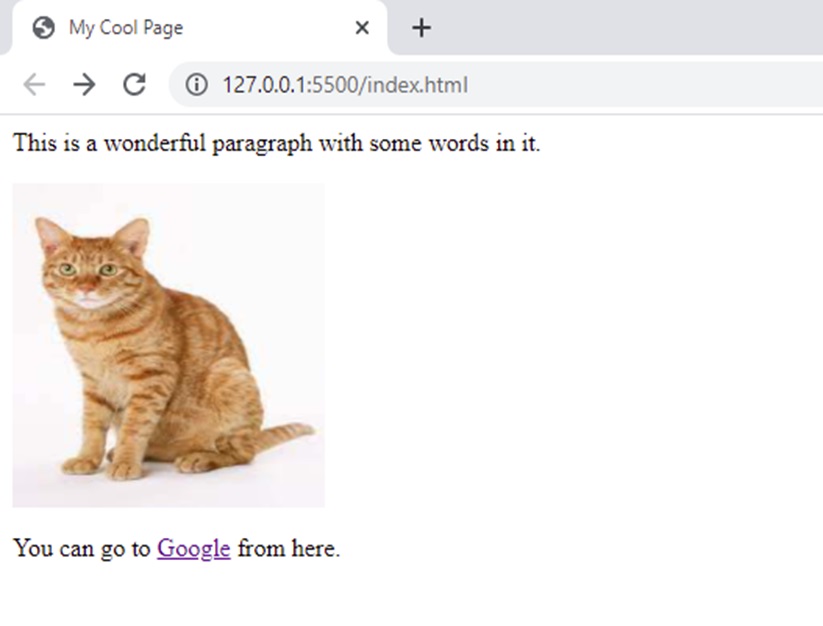 My Cool Page
127.0.0.1:5500/index.html
This is a wonderful paragraph with some words in it.
You can go to Google from here.